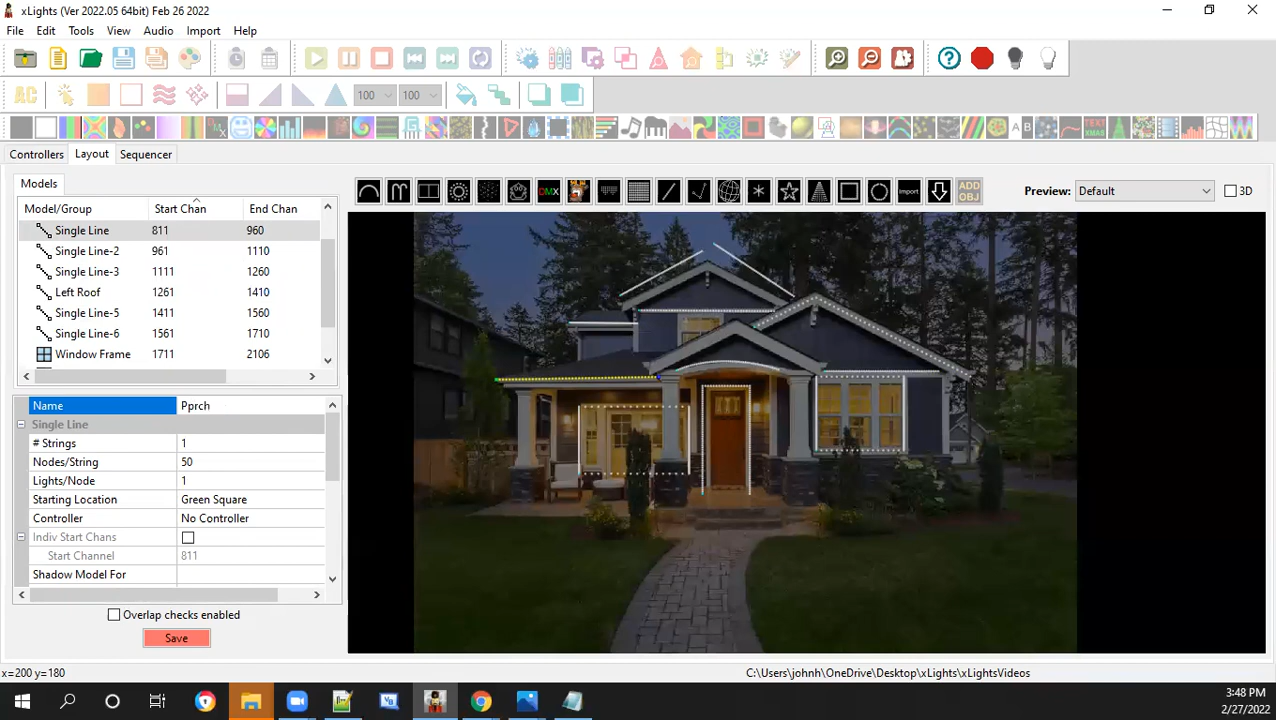 xLights (Ver 2022.05 64bit) Feb 26 2022
File Edit Tools View Audio Import Help
AC 100 100
TEXT XMAS
Controllers Layout Sequencer
Models
DMX Import ADD OBJ Preview: Default 3D
Model/Group Start Chan End Chan
Single Line 811 960
Single Line-2 961 1110
Single Line-3 1111 1260
Left Roof 1261 1410
Single Line-5 1411 1560
Single Line-6 1561 1710
Window Frame 1711 2106
Name Pprch
Single Line
# Strings 1
Nodes/String 50
Lights/Node 1
Starting Location Green Square
Controller No Controller
Indiv Start Chans
Start Channel 811
Shadow Model For
Overlap checks enabled
Save
x=200 y=180 C:\Users\johnh\OneDrive\Desktop\xLights\xLightsVideos
3:48 PM
2/27/2022